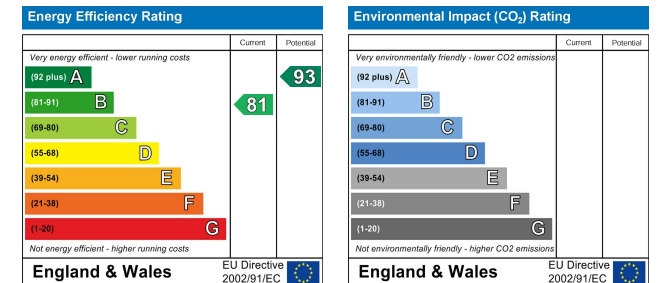 Energy Efficiency Rating
Current Potential
Very energy efficient - lower running costs
(92 plus) A
93
(81-91) B
81
(69-80) C
(55-68) D
(39-54) E
(21-38) F
(1-20) G
Not energy efficient - higher running costs
England & Wales
EU Directive
2002/91/EC
Environmental Impact (CO₂) Rating
Current Potential
Very environmentally friendly - lower CO2 emissions
(92 plus) A
(81-91) B
(69-80) C
(55-68) D
(39-54) E
(21-38) F
(1-20) G
Not environmentally friendly - higher CO2 emissions
England & Wales
EU Directive
2002/91/EC